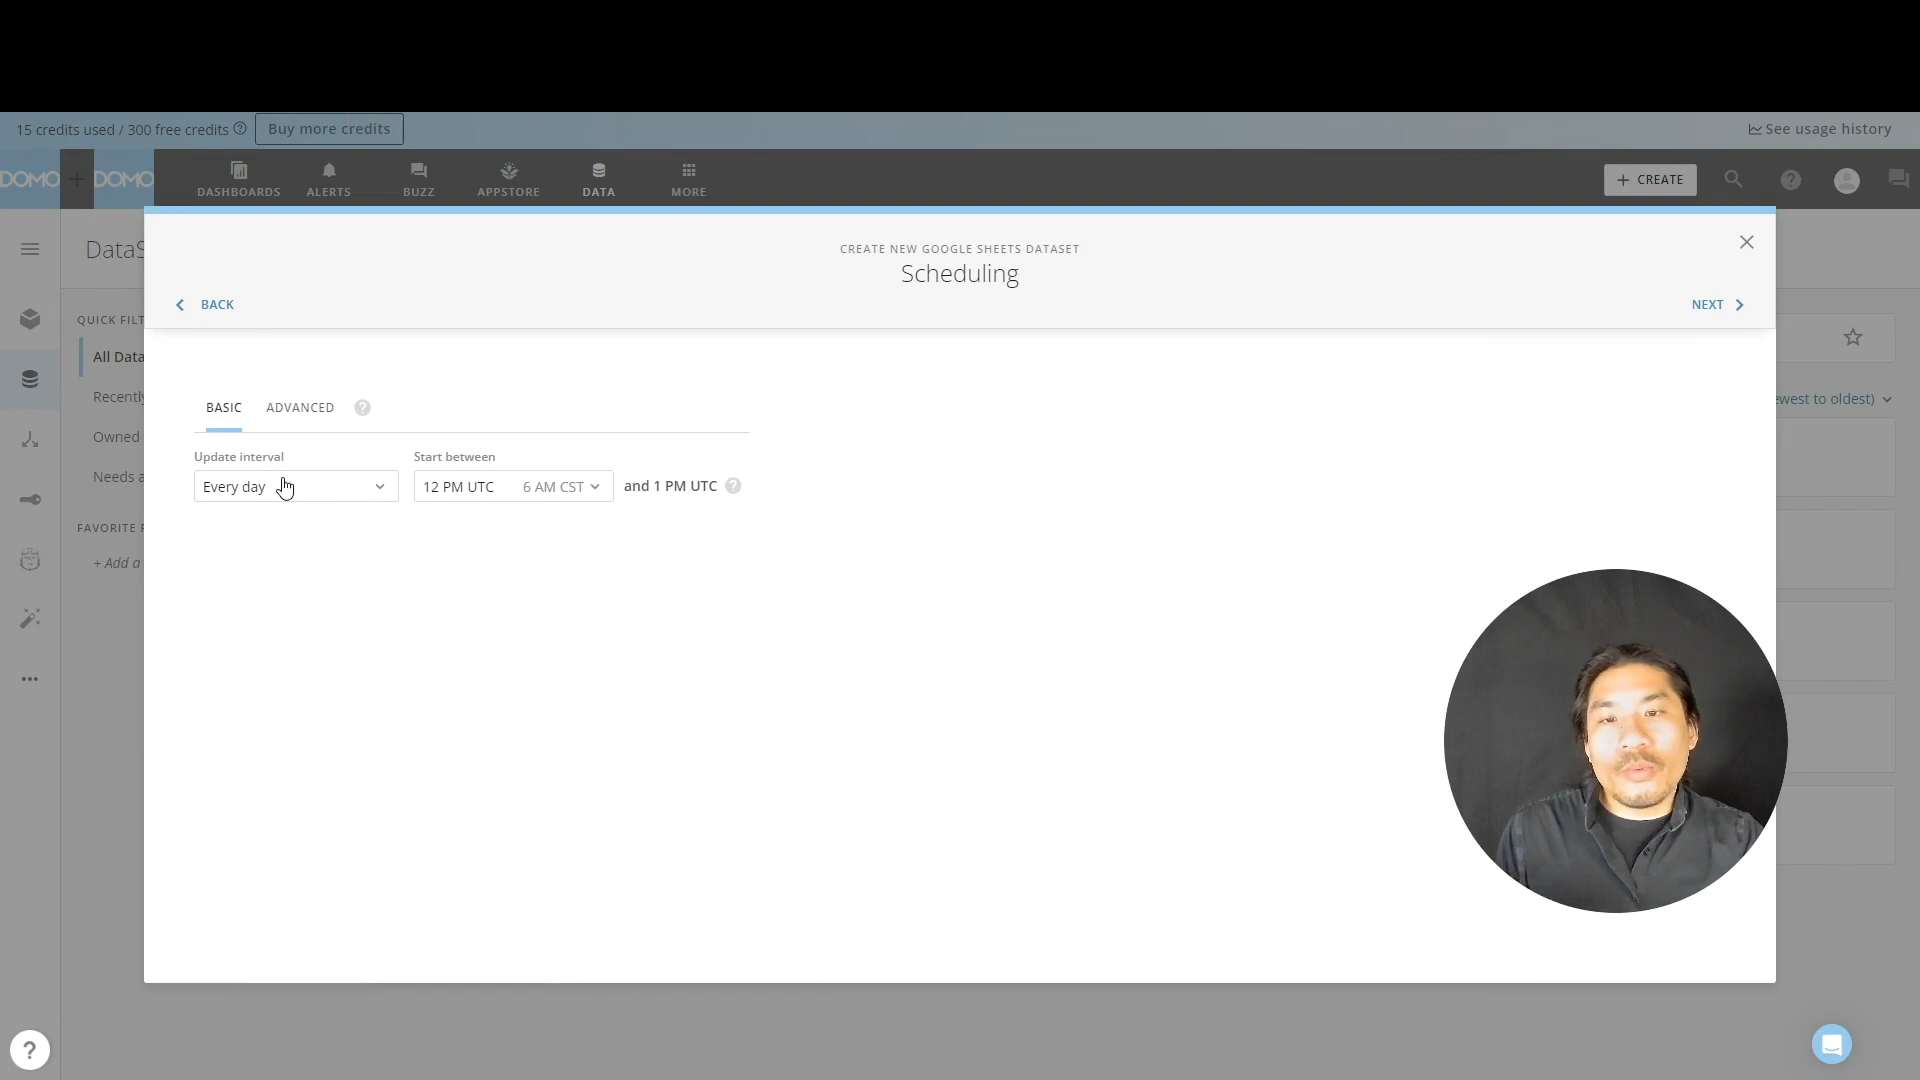 15 credits used / 300 free credits
Buy more credits
See usage history
DOMO + DOMO
DASHBOARDS
ALERTS
BUZZ
APPSTORE
DATA
MORE
+ CREATE
DataS
CREATE NEW GOOGLE SHEETS DATASET
Scheduling
BACK
NEXT
QUICK FILT
All Data
Recently
Owned
Needs a
FAVORITE F
+ Add a
ewest to oldest)
BASIC
ADVANCED
?
Update interval
Start between
Every day
12 PM UTC 6 AM CST
and 1 PM UTC ?
?